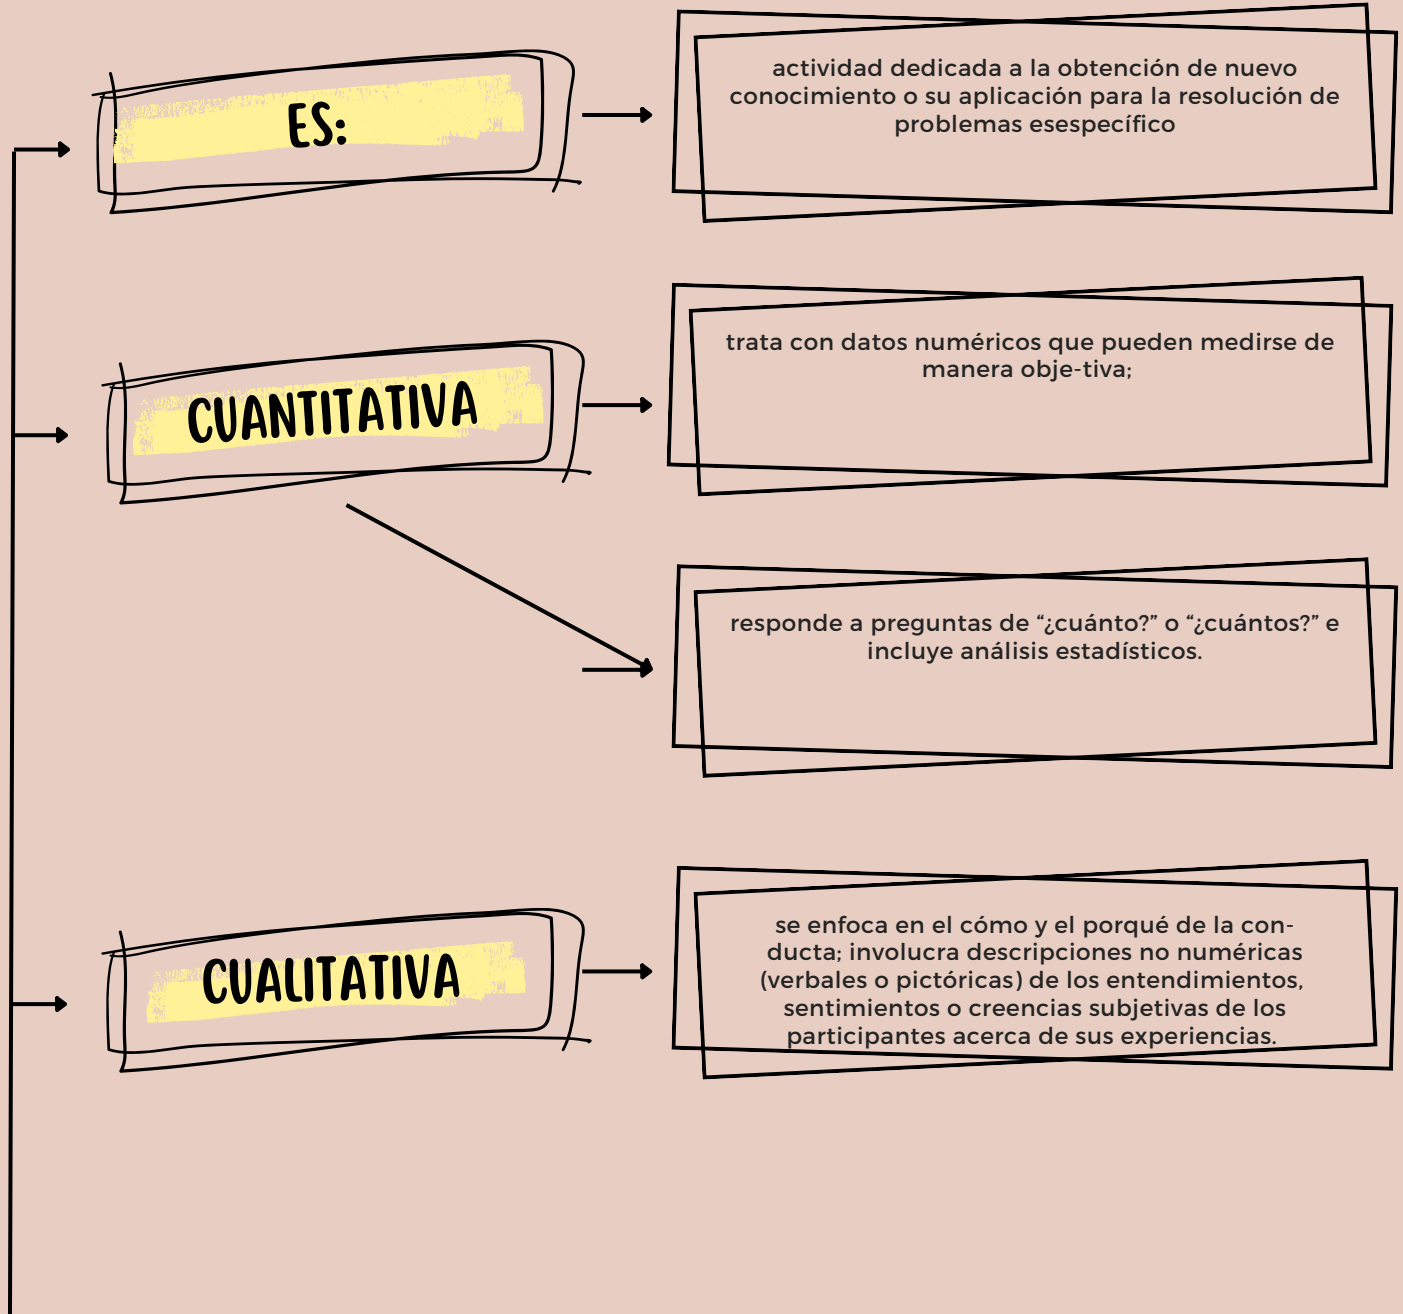 ES:
actividad dedicada a la obtención de nuevo
conocimiento o su aplicación para la resolución de
problemas esespecífico
CUANTITATIVA
trata con datos numéricos que pueden medirse de
manera obje-tiva;
responde a preguntas de “¿cuánto?” o “¿cuántos?” e
incluye análisis estadísticos.
CUALITATIVA
se enfoca en el cómo y el porqué de la con-
ducta; involucra descripciones no numéricas
(verbales o pictóricas) de los entendimientos,
sentimientos o creencias subjetivas de los
participantes acerca de sus experiencias.